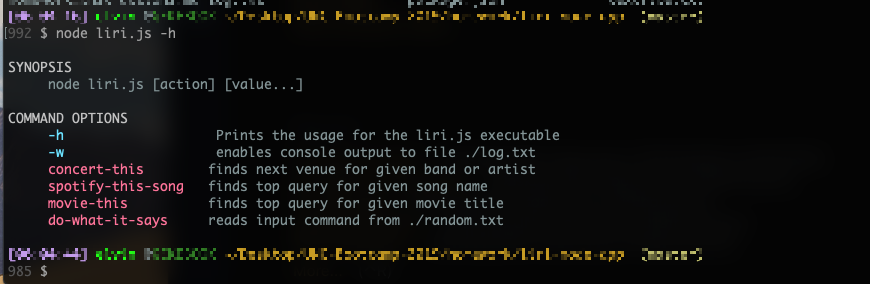 992 $ node liri.js -h
SYNOPSIS
node liri.js [action] [value...]
COMMAND OPTIONS
-h Prints the usage for the liri.js executable
-w enables console output to file ./log.txt
concert-this finds next venue for given band or artist
spotify-this-song finds top query for given song name
movie-this finds top query for given movie title
do-what-it-says reads input command from ./random.txt
985 $